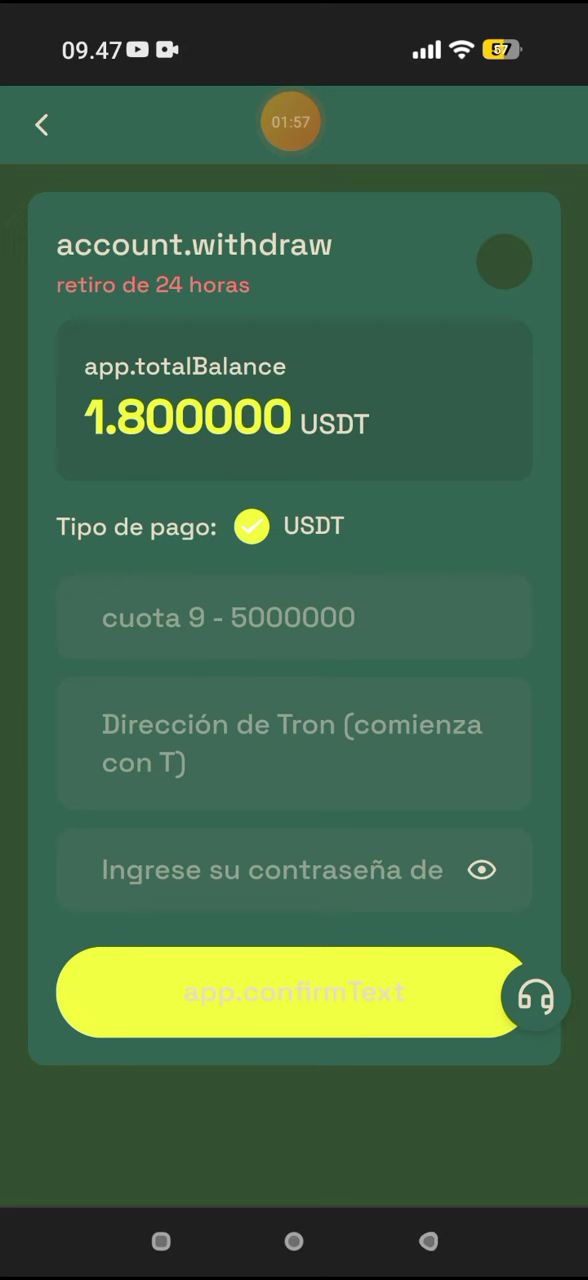 09.47
57
01:57
account.withdraw
retiro de 24 horas
app.totalBalance
1.800000 USDT
Tipo de pago: USDT
cuota 9 - 5000000
Dirección de Tron (comienza
con T)
Ingrese su contraseña de
app.confirmText